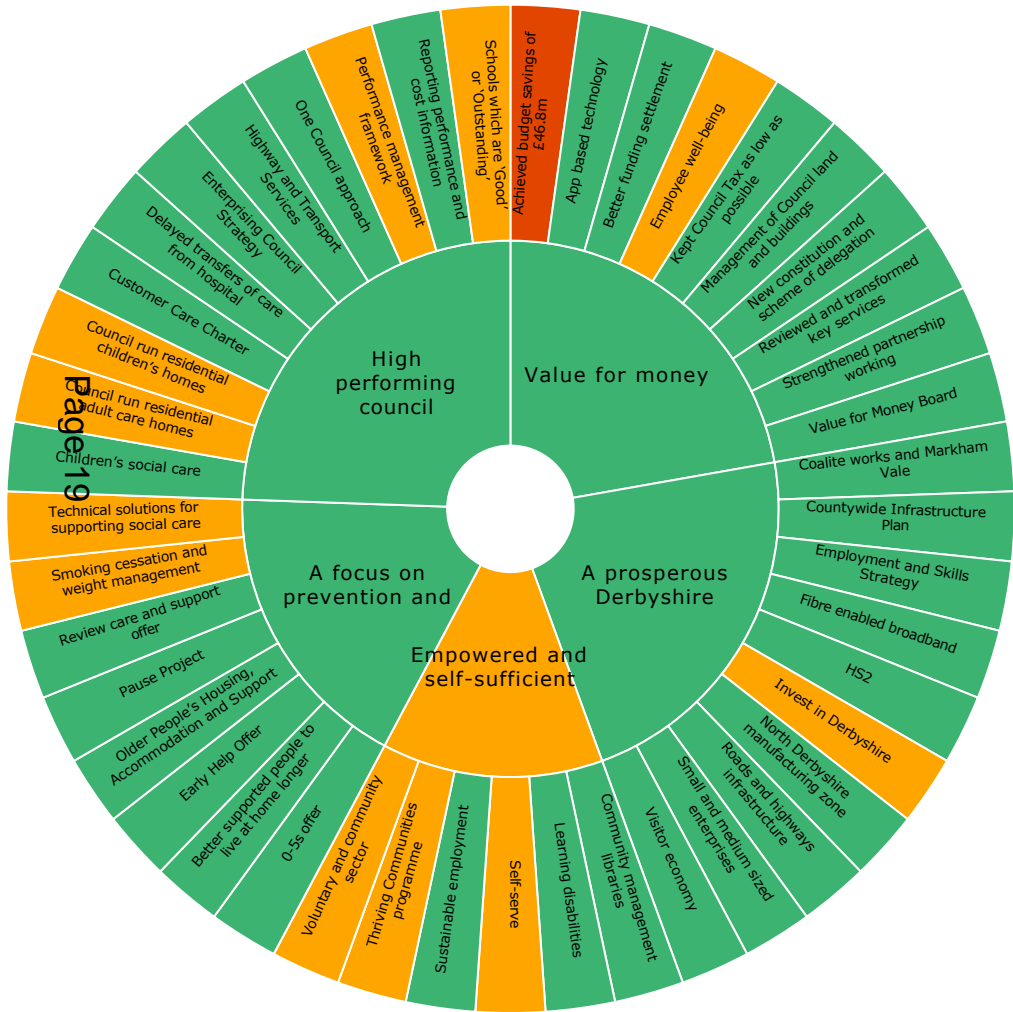 High
performing
council
Value for money
A prosperous
Derbyshire
Empowered and
self-sufficient
A focus on
prevention and
Achieved budget savings of
£46.8m
App based technology
Better funding settlement
Employee well-being
Kept Council Tax as low as
possible
Management of Council land
and buildings
New constitution and
scheme of delegation
Reviewed and transformed
key services
Strengthened partnership
working
Value for Money Board
Coalite works and Markham
Vale
Countywide Infrastructure
Plan
Employment and Skills
Strategy
Fibre enabled broadband
HS2
Invest in Derbyshire
North Derbyshire
manufacturing zone
Roads and highways
infrastructure
Small and medium sized
enterprises
Visitor economy
Community management
libraries
Learning disabilities
Self-serve
Sustainable employment
Thriving Communities
programme
Voluntary and community
sector
0-5s offer
Better supported people to
live at home longer
Early Help Offer
Older People’s Housing,
Accommodation and Support
Pause Project
Review care and support
offer
Smoking cessation and
weight management
Technical solutions for
supporting social care
Children’s social care
Council run residential
adult care homes
Council run residential
children’s homes
Customer Care Charter
Delayed transfers of care
from hospital
Enterprising Council
Strategy
Highway and Transport
Services
One Council approach
Performance management
framework
Reporting performance and
cost information
Schools which are ‘Good’
or ‘Outstanding’
Page 19